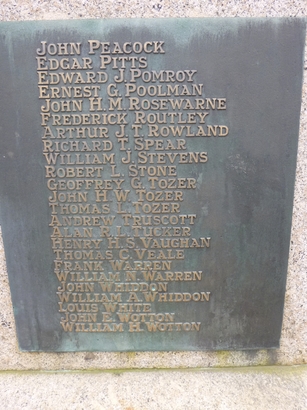 JOHN PEACOCK
EDGAR PITTS
EDWARD J. POMROY
ERNEST G. POOLMAN
JOHN H.M. ROSEWARNE
FREDERICK ROUTLEY
ARTHUR J.T. ROWLAND
RICHARD T. SPEAR
WILLIAM J. STEVENS
ROBERT L. STONE
GEOFFREY G. TOZER
JOHN H.W. TOZER
THOMAS L. TOZER
ANDREW TRUSCOTT
ALAN R.L. TUCKER
HENRY H.S. VAUGHAN
THOMAS C. VEALE
FRANK WARREN
WILLIAM N. WARREN
JOHN WHIDDON
WILLIAM A. WHIDDON
LOUIS WHITE
JOHN E. WOTTON
WILLIAM H. WOTTON